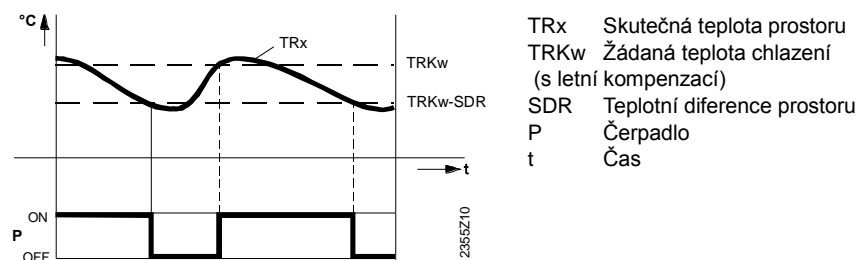 °C
TRx
TRKw
TRKw-SDR
t
ON
P
OFF
2355Z10
TRx Skutečná teplota prostoru
TRKw Žádaná teplota chlazení
(s letní kompenzací)
SDR Teplotní diference prostoru
P Čerpadlo
t Čas